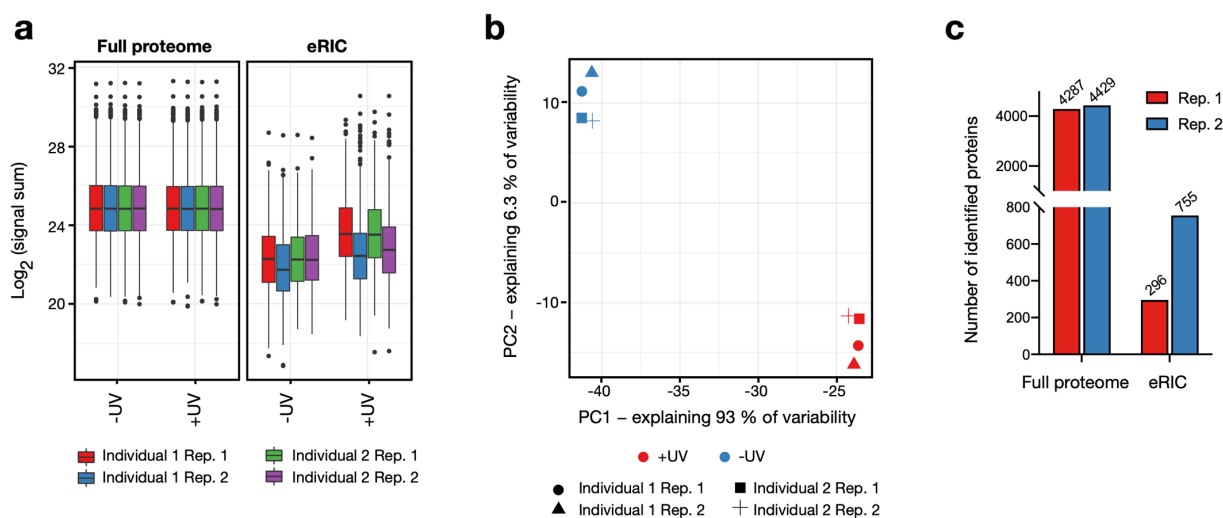 a
Full proteome
eRIC
Log2 (signal sum)
32
28
24
20
-UV
+UV
-UV
+UV
Individual 1 Rep. 1
Individual 1 Rep. 2
Individual 2 Rep. 1
Individual 2 Rep. 2
b
PC2 – explaining 6.3 % of variability
10
0
-10
-40
-35
-30
-25
PC1 – explaining 93 % of variability
+UV
-UV
Individual 1 Rep. 1
Individual 1 Rep. 2
Individual 2 Rep. 1
Individual 2 Rep. 2
c
Number of identified proteins
4000
2000
800
600
400
200
0
4287
4429
296
755
Rep. 1
Rep. 2
Full proteome
eRIC